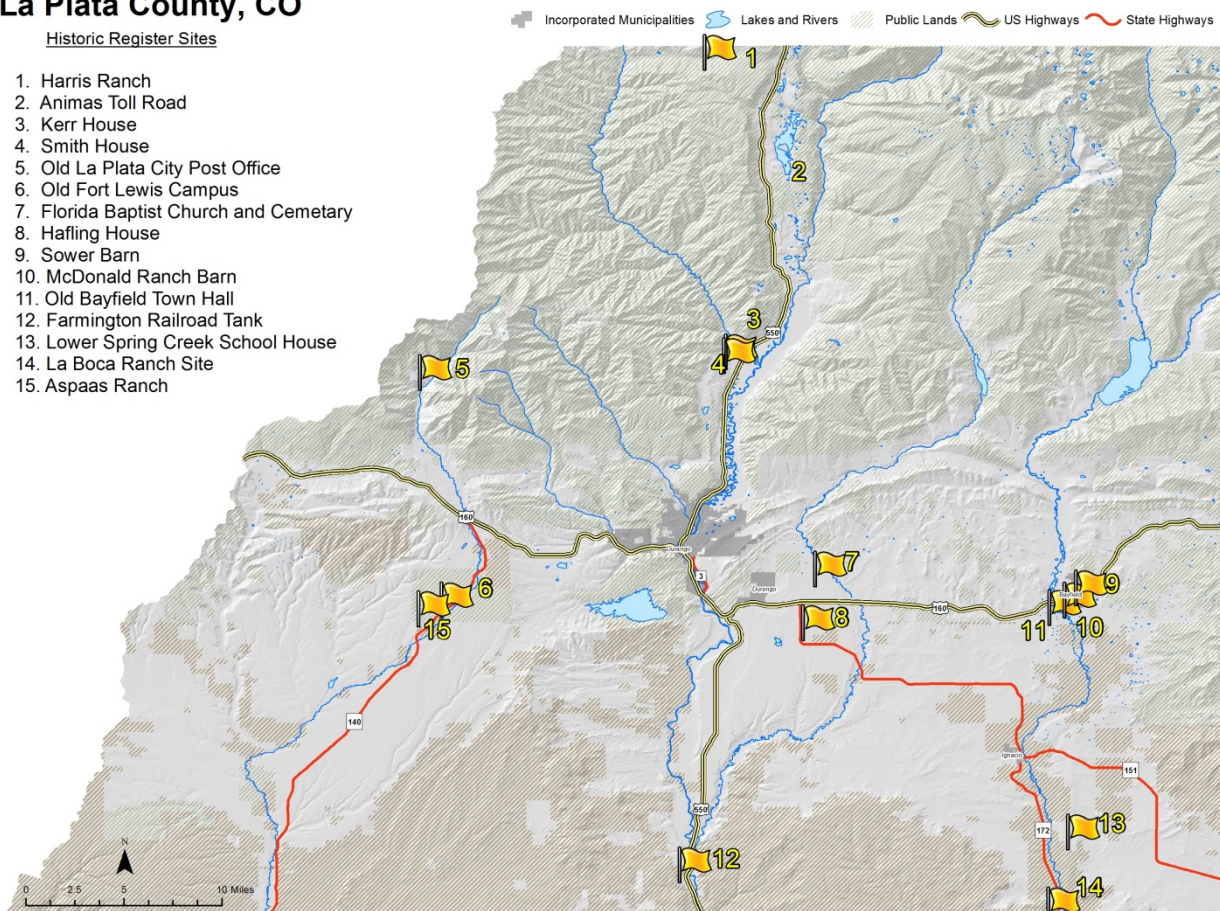 La Plata County, CO
Historic Register Sites
1. Harris Ranch
2. Animas Toll Road
3. Kerr House
4. Smith House
5. Old La Plata City Post Office
6. Old Fort Lewis Campus
7. Florida Baptist Church and Cemetary
8. Hafling House
9. Sower Barn
10. McDonald Ranch Barn
11. Old Bayfield Town Hall
12. Farmington Railroad Tank
13. Lower Spring Creek School House
14. La Boca Ranch Site
15. Aspaas Ranch
Incorporated Municipalities Lakes and Rivers Public Lands US Highways State Highways
1
2
3
550
4
5
160
Durango
3
7
Durango
6
15
8
160
9
Bayfield
11
10
140
Ignacio
151
550
172
13
12
14
N
0 2.5 5 10 Miles